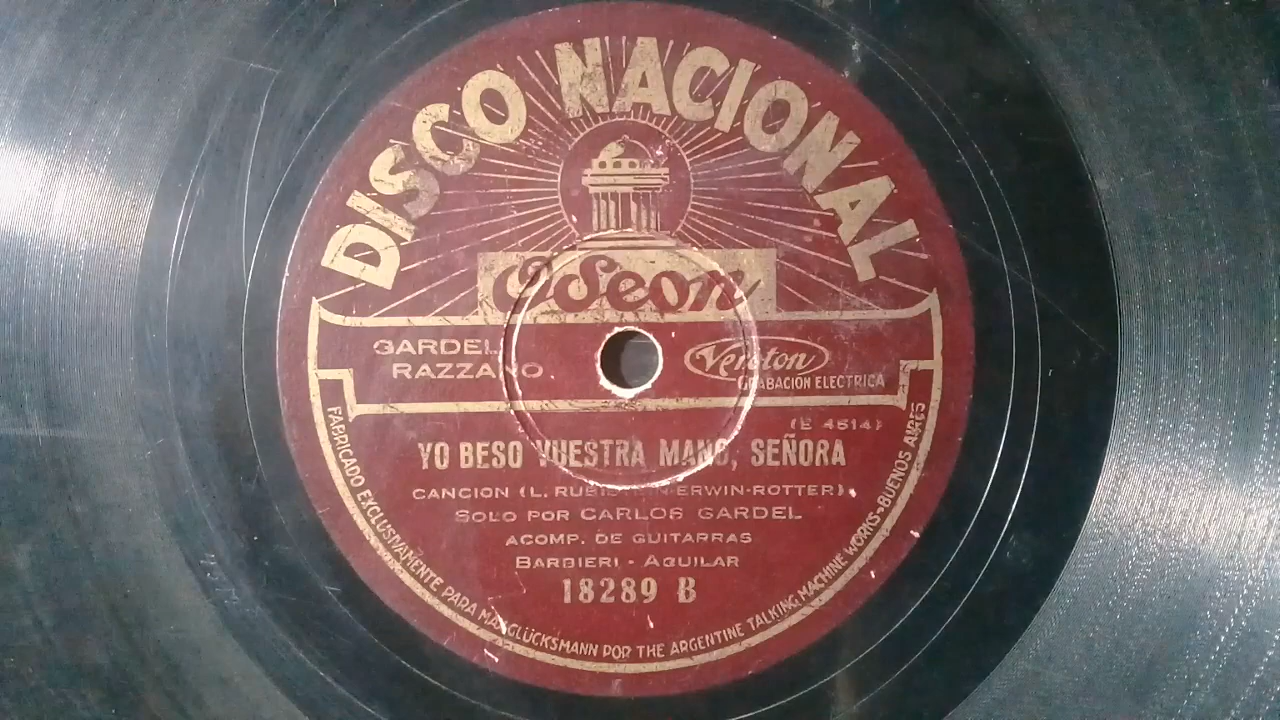 DISCO NACIONAL
Odeon
GARDEL
RAZZANO
Veroton
GRABACION ELECTRICA
(E 4614)
YO BESO VUESTRA MANO, SEÑORA
CANCION (L. RUBISTEIN-ERWIN-ROTTER)
SOLO POR CARLOS GARDEL
ACOMP. DE GUITARRAS
BARBIERI - AGUILAR
18289 B
FABRICADO EXCLUSIVAMENTE PARA MAX GLÜCKSMANN POR THE ARGENTINE TALKING MACHINE WORKS-BUENOS AIRES